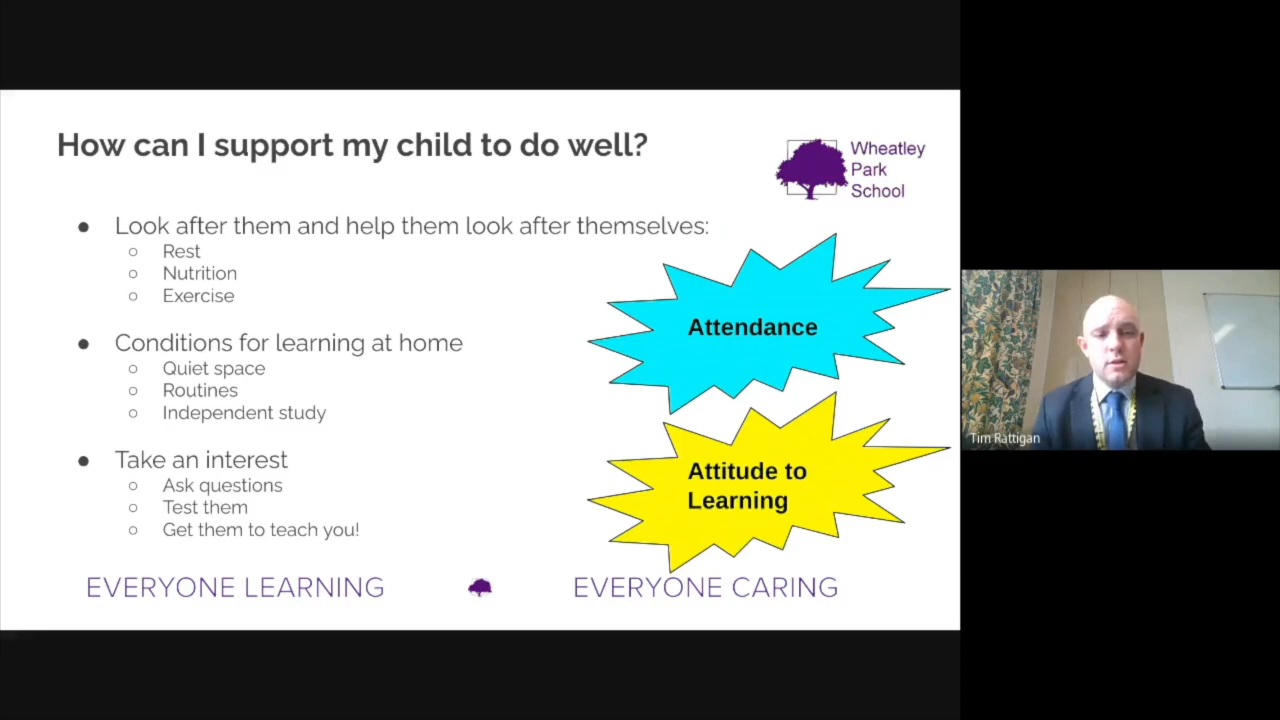 How can I support my child to do well?
Wheatley
Park
School
● Look after them and help them look after themselves:
○ Rest
○ Nutrition
○ Exercise
● Conditions for learning at home
○ Quiet space
○ Routines
○ Independent study
● Take an interest
○ Ask questions
○ Test them
○ Get them to teach you!
Attendance
Attitude to
Learning
EVERYONE LEARNING
EVERYONE CARING
Tim Rattigan